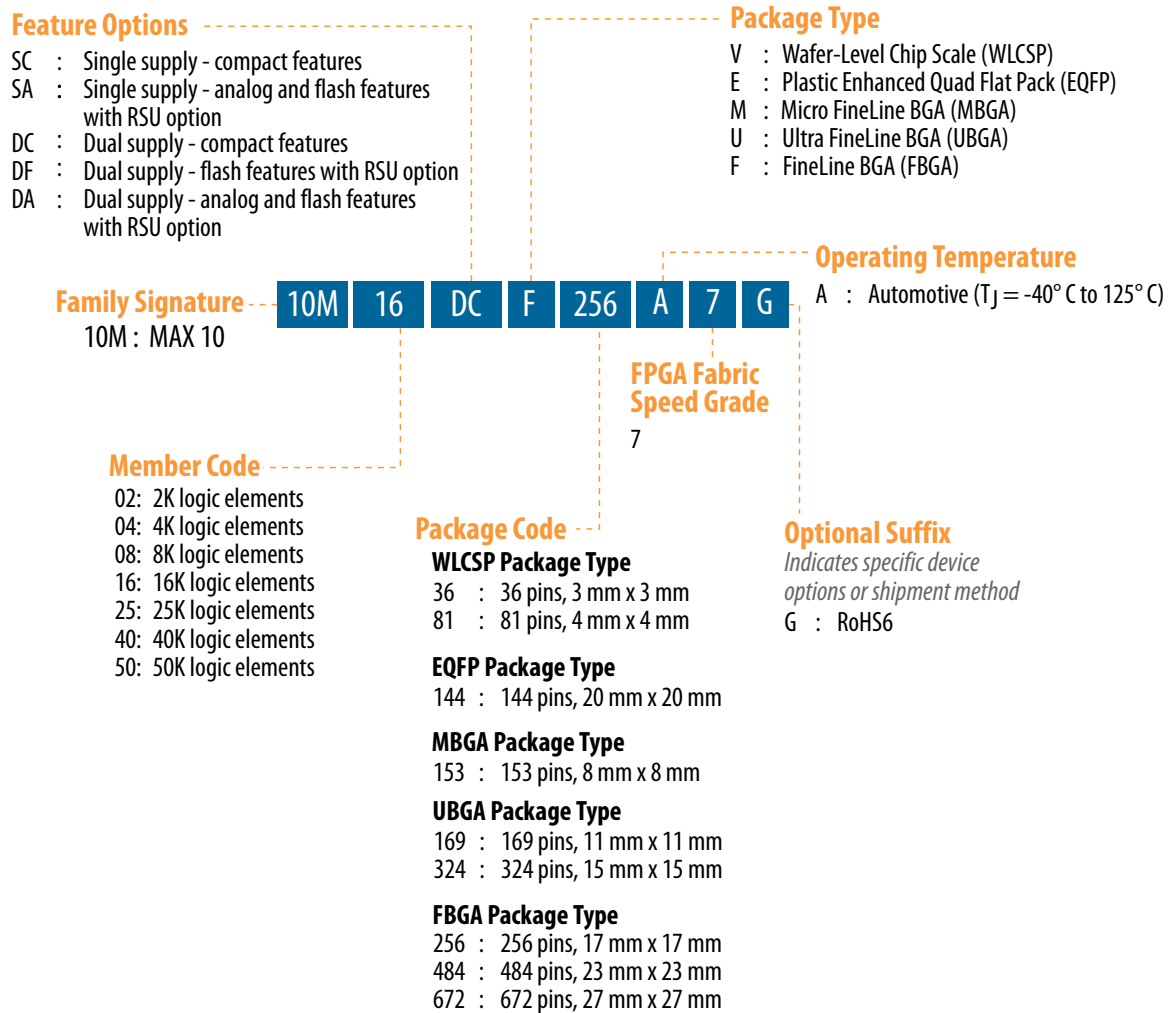 Feature Options
SC : Single supply - compact features
SA : Single supply - analog and flash features
with RSU option
DC : Dual supply - compact features
DF : Dual supply - flash features with RSU option
DA : Dual supply - analog and flash features
with RSU option
Package Type
V : Wafer-Level Chip Scale (WLCSP)
E : Plastic Enhanced Quad Flat Pack (EQFP)
M : Micro FineLine BGA (MBGA)
U : Ultra FineLine BGA (UBGA)
F : FineLine BGA (FBGA)
Operating Temperature
A : Automotive (TJ = -40° C to 125° C)
Family Signature
10M : MAX 10
10M 16 DC F 256 A 7 G
FPGA Fabric
Speed Grade
7
Member Code
02: 2K logic elements
04: 4K logic elements
08: 8K logic elements
16: 16K logic elements
25: 25K logic elements
40: 40K logic elements
50: 50K logic elements
Package Code
WLCSP Package Type
36 : 36 pins, 3 mm x 3 mm
81 : 81 pins, 4 mm x 4 mm
EQFP Package Type
144 : 144 pins, 20 mm x 20 mm
MBGA Package Type
153 : 153 pins, 8 mm x 8 mm
UBGA Package Type
169 : 169 pins, 11 mm x 11 mm
324 : 324 pins, 15 mm x 15 mm
FBGA Package Type
256 : 256 pins, 17 mm x 17 mm
484 : 484 pins, 23 mm x 23 mm
672 : 672 pins, 27 mm x 27 mm
Optional Suffix
Indicates specific device
options or shipment method
G : RoHS6